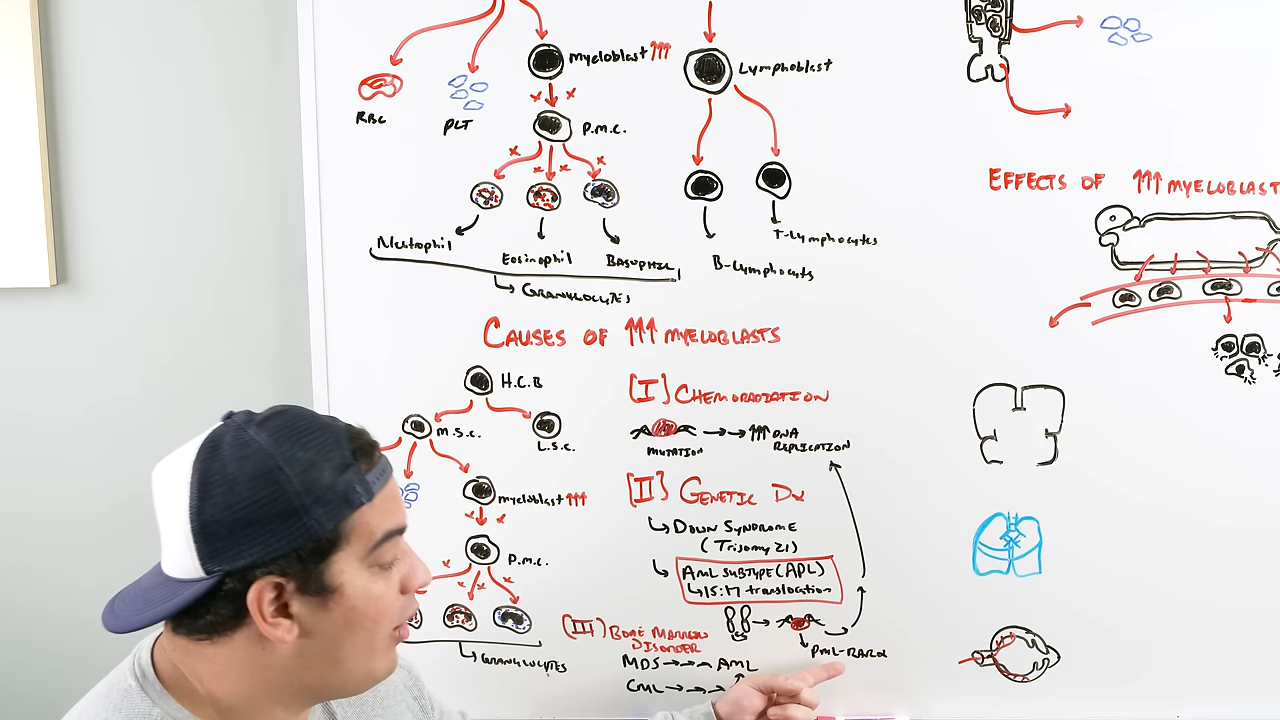 myeloblast ↑↑↑
Lymphoblast
RBC
PLT
P.M.C.
Neutrophil
Eosinophil
BASOPHIL
↳ GRANULOCYTES
T-Lymphocytes
B-Lymphocyts
EFFECTS OF ↑↑↑ MYELOBLAST
CAUSES OF ↑↑↑ MYELOBLASTS
H.C.B
M.S.C.
L.S.C.
myeloblast ↑↑↑
P.M.C.
↳ GRANULOCYTES
[I] CHEMORADIATION
MUTATION
→→ ↑↑↑ DNA
REPLICATION
[II] GENETIC Dx
↳ DOWN SYNDROME
(Trisomy 21)
↳ AML SUBTYPE (APL)
↳ 15:17 translocation
PML-RARα
[III] BONE MARROW
DISORDER
MDS →→→ AML
CML →→→